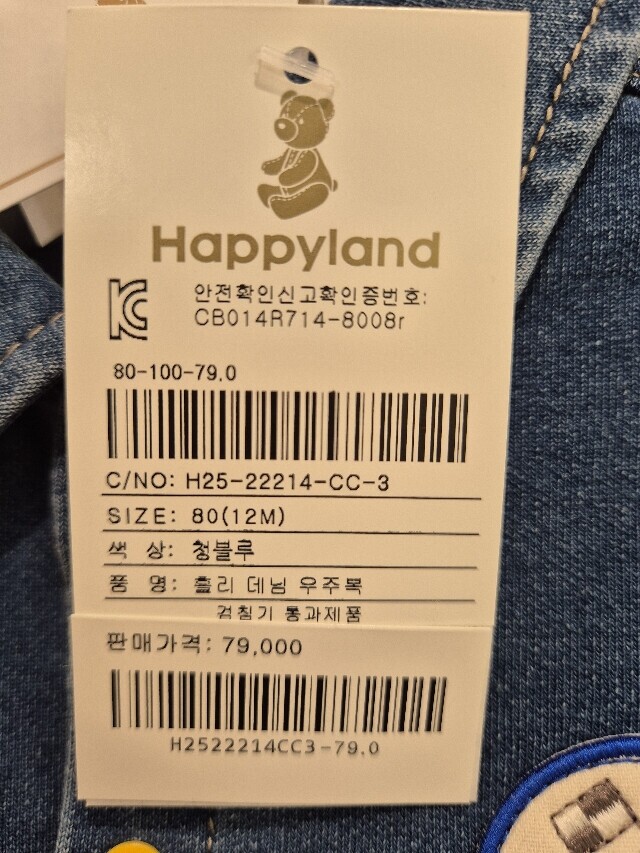 Happyland
안전확인신고확인증번호:
CB014R714-8008r
80-100-79.0
C/NO: H25-22214-CC-3
SIZE: 80(12M)
색 상: 청블루
품 명: 홀리 데님 우주복
검침기 통과제품
판매가격: 79,000
H2522214CC3-79.0